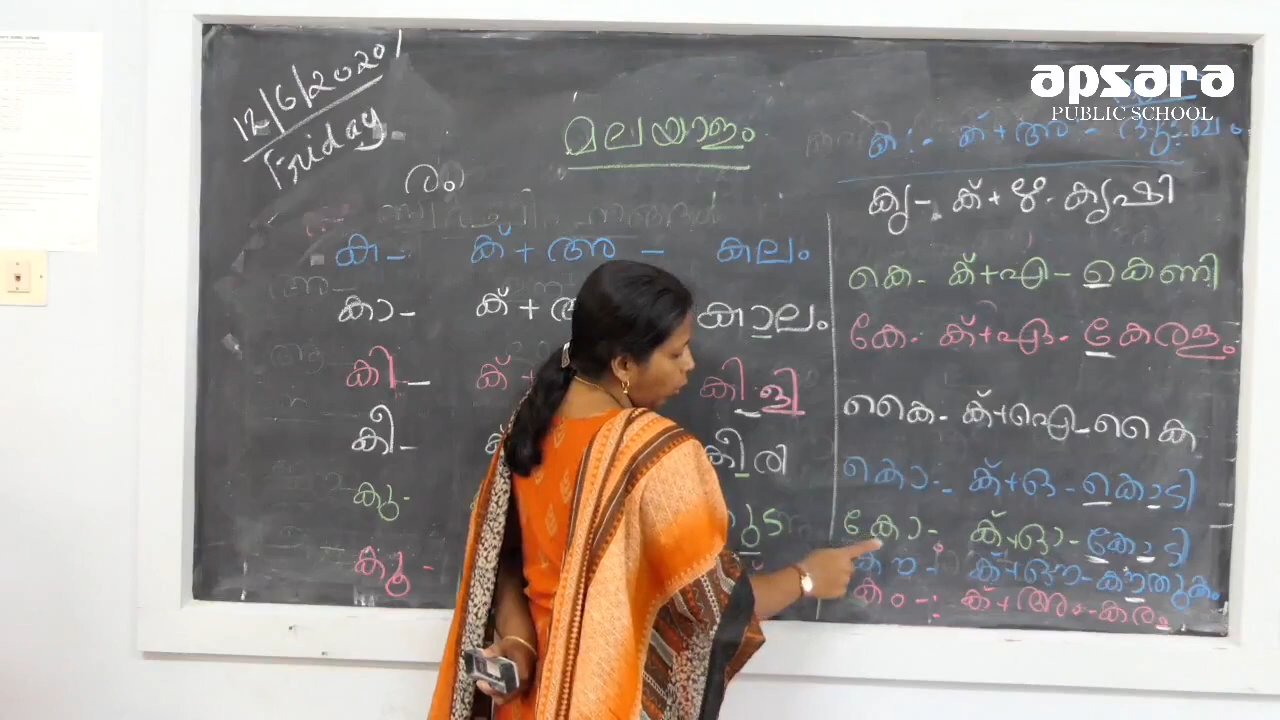 apsara
PUBLIC SCHOOL
12/6/2020
Friday
മലയാളം
രം
ക - ക് + അ - കലം
കാ - ക് + കാലം
കി - ക് + കിളി
കീ - കീരി
കു -
കൂ -
കഃ - ക് + അ -
കൃ - ക് + ഋ - കൃഷി
കെ - ക് + എ - കെണി
കേ - ക് + ഏ - കേരളം
കൈ - ക് + ഐ - കൈ
കൊ - ക് + ഒ - കൊടി
കോ - ക് + ഓ - കോടി
കൗ - ക് + ഔ - കൗതുകം
കം - ക് + അം - കരം